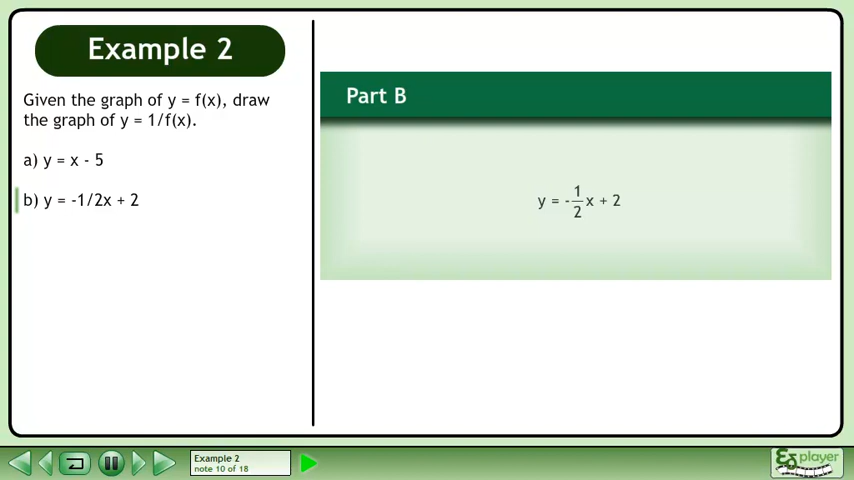 Example 2
Given the graph of y = f(x), draw
the graph of y = 1/f(x).
a) y = x - 5
b) y = -1/2x + 2
Part B
y = -1/2x + 2
Example 2
note 10 of 18
player